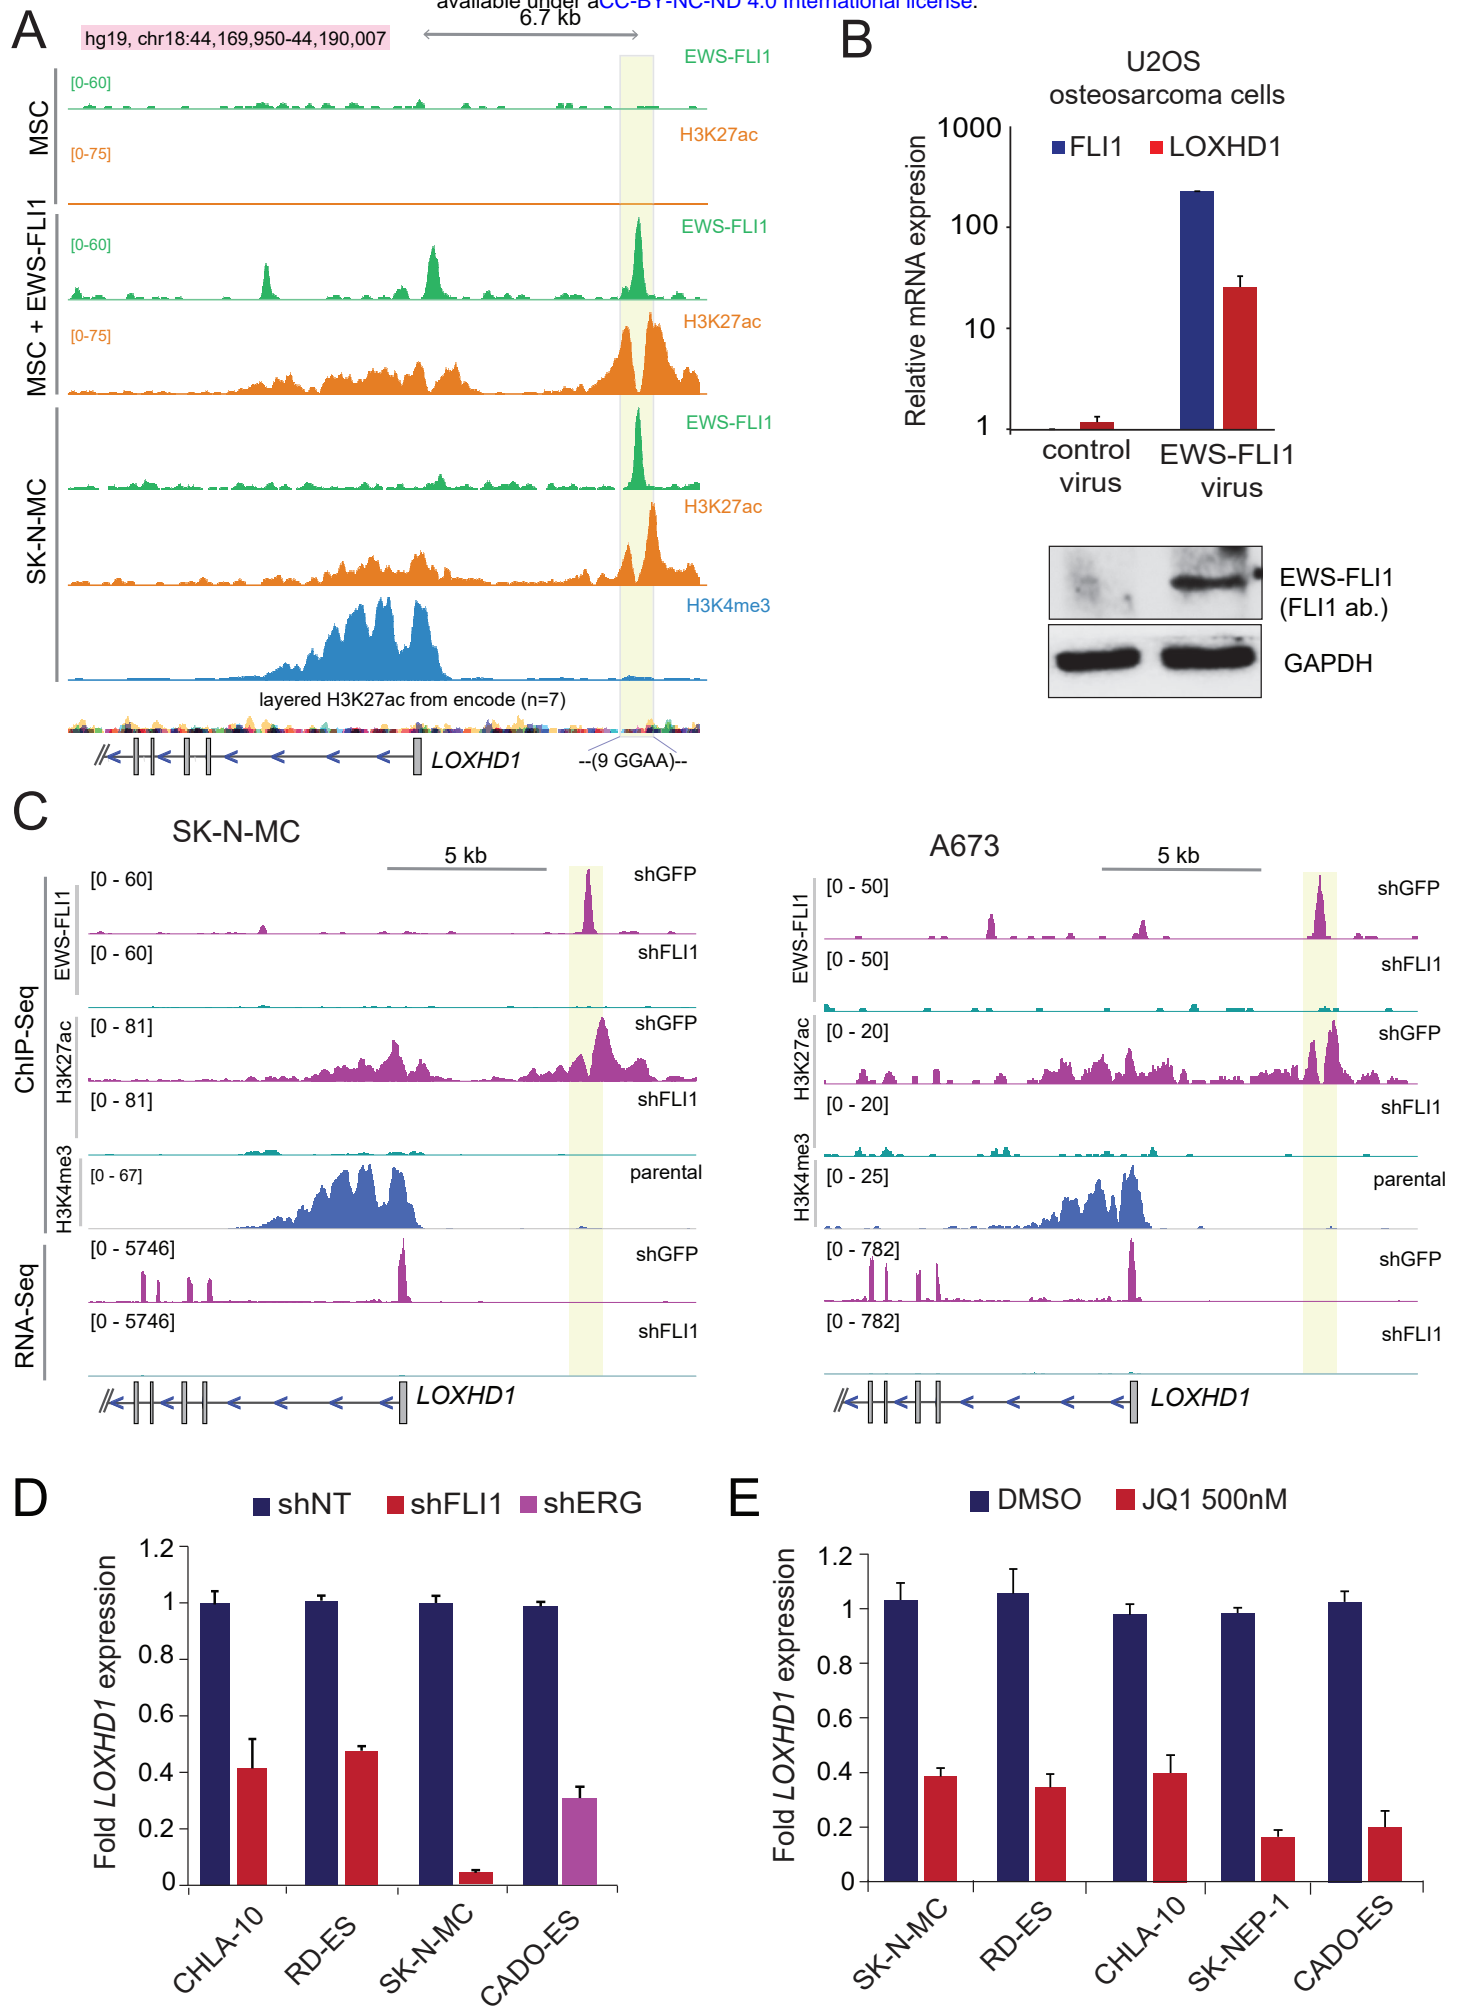 available under aCC-BY-NC-ND 4.0 International license.
A
hg19, chr18:44,169,950-44,190,007
6.7 kb
MSC
[0-60]
EWS-FLI1
[0-75]
H3K27ac
MSC + EWS-FLI1
[0-60]
EWS-FLI1
[0-75]
H3K27ac
SK-N-MC
EWS-FLI1
H3K27ac
H3K4me3
layered H3K27ac from encode (n=7)
LOXHD1
--(9 GGAA)--
B
U2OS
osteosarcoma cells
Relative mRNA expresion
1000
100
10
1
FLI1
LOXHD1
control
virus
EWS-FLI1
virus
EWS-FLI1
(FLI1 ab.)
GAPDH
C
SK-N-MC
5 kb
ChIP-Seq
EWS-FLI1
[0 - 60]
shGFP
[0 - 60]
shFLI1
H3K27ac
[0 - 81]
shGFP
[0 - 81]
shFLI1
H3K4me3
[0 - 67]
parental
RNA-Seq
[0 - 5746]
shGFP
[0 - 5746]
shFLI1
LOXHD1
A673
5 kb
EWS-FLI1
[0 - 50]
shGFP
[0 - 50]
shFLI1
H3K27ac
[0 - 20]
shGFP
[0 - 20]
shFLI1
H3K4me3
[0 - 25]
parental
[0 - 782]
shGFP
[0 - 782]
shFLI1
LOXHD1
D
shNT
shFLI1
shERG
Fold LOXHD1 expression
1.2
1
0.8
0.6
0.4
0.2
0
CHLA-10
RD-ES
SK-N-MC
CADO-ES
E
DMSO
JQ1 500nM
Fold LOXHD1 expression
1.2
1
0.8
0.6
0.4
0.2
0
SK-N-MC
RD-ES
CHLA-10
SK-NEP-1
CADO-ES